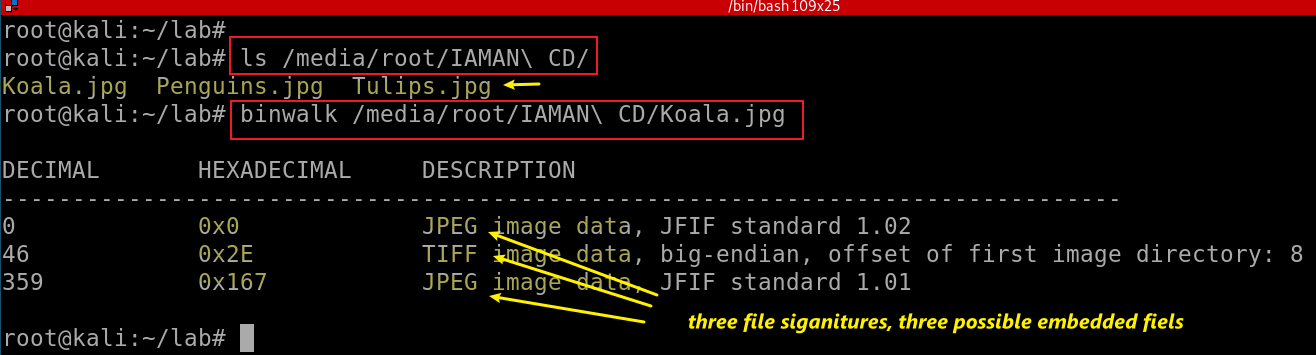 /bin/bash 109x25
root@kali:~/lab#
root@kali:~/lab# ls /media/root/IAMAN\ CD/
Koala.jpg  Penguins.jpg  Tulips.jpg
root@kali:~/lab# binwalk /media/root/IAMAN\ CD/Koala.jpg
DECIMAL       HEXADECIMAL     DESCRIPTION
--------------------------------------------------------------------------------
0             0x0             JPEG image data, JFIF standard 1.02
46            0x2E            TIFF image data, big-endian, offset of first image directory: 8
359           0x167           JPEG image data, JFIF standard 1.01
three file siganitures, three possible embedded fiels
root@kali:~/lab#